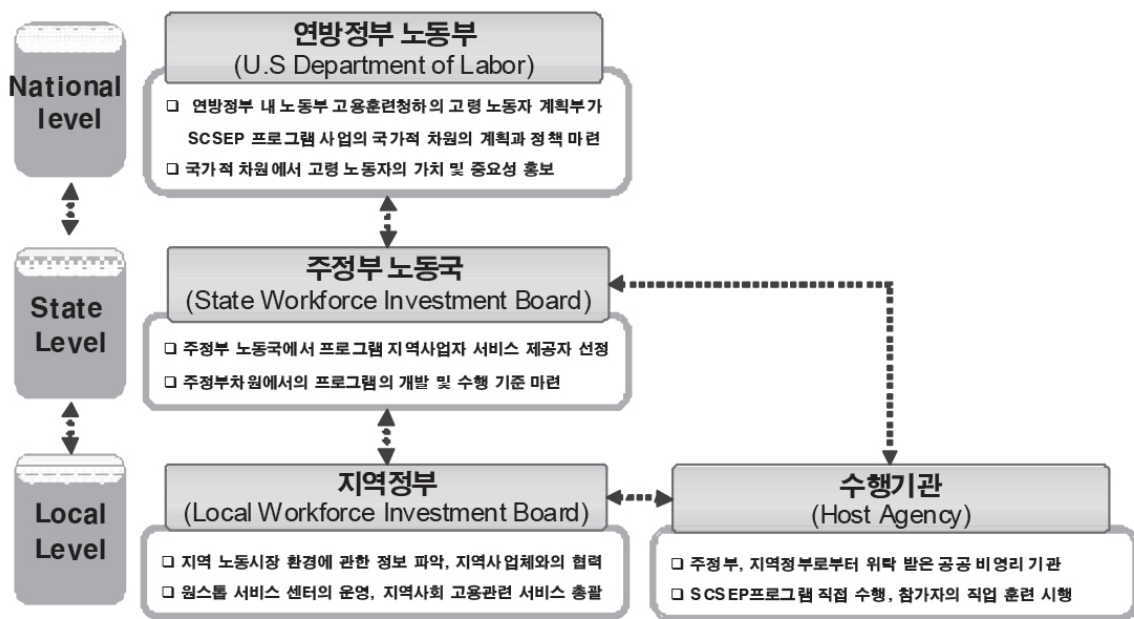 National
level
연방정부 노동부
(U.S Department of Labor)
❑ 연방정부 내 노동부 고용훈련청하의 고령 노동자 계획부가
SCSEP 프로그램 사업의 국가적 차원의 계획과 정책 마련
❑ 국가적 차원에서 고령 노동자의 가치 및 중요성 홍보
State
Level
주정부 노동국
(State Workforce Investment Board)
❑ 주정부 노동국에서 프로그램 지역사업자 서비스 제공자 선정
❑ 주정부차원에서의 프로그램의 개발 및 수행 기준 마련
Local
Level
지역정부
(Local Workforce Investment Board)
❑ 지역 노동시장 환경에 관한 정보 파악, 지역사업체와의 협력
❑ 원스톱 서비스 센터의 운영, 지역사회 고용관련 서비스 총괄
수행기관
(Host Agency)
❑ 주정부, 지역정부로부터 위탁 받은 공공 비영리 기관
❑ SCSEP프로그램 직접 수행, 참가자의 직업 훈련 시행